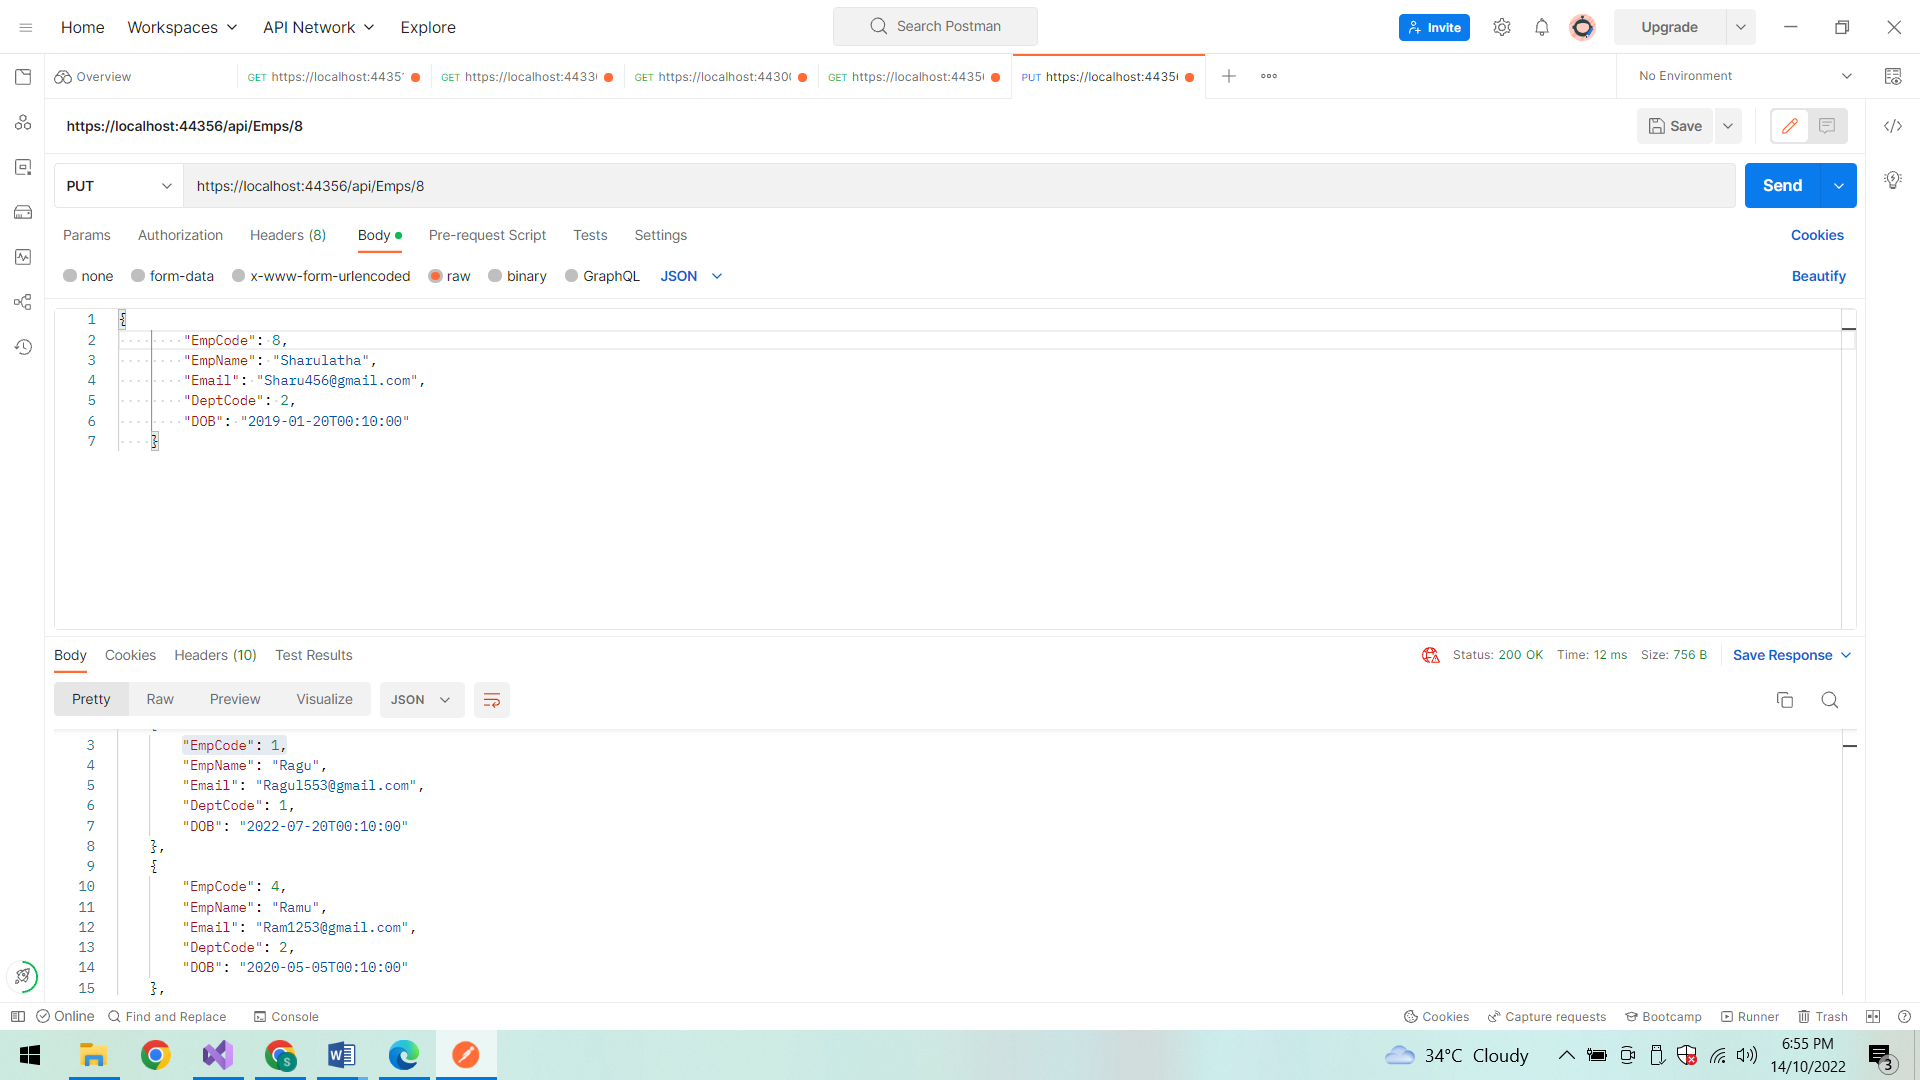 Home Workspaces API Network Explore Search Postman Invite Upgrade
Overview GET https://localhost:4435 GET https://localhost:4433 GET https://localhost:4430 GET https://localhost:4435 PUT https://localhost:4435 No Environment
https://localhost:44356/api/Emps/8 Save
PUT https://localhost:44356/api/Emps/8 Send
Params Authorization Headers (8) Body Pre-request Script Tests Settings Cookies
none form-data x-www-form-urlencoded raw binary GraphQL JSON Beautify
1 {
2 "EmpCode": 8,
3 "EmpName": "Sharulatha",
4 "Email": "Sharu456@gmail.com",
5 "DeptCode": 2,
6 "DOB": "2019-01-20T00:10:00"
7 }
Body Cookies Headers (10) Test Results Status: 200 OK Time: 12 ms Size: 756 B Save Response
Pretty Raw Preview Visualize JSON
3 "EmpCode": 1,
4 "EmpName": "Ragu",
5 "Email": "Ragul553@gmail.com",
6 "DeptCode": 1,
7 "DOB": "2022-07-20T00:10:00"
8 },
9 {
10 "EmpCode": 4,
11 "EmpName": "Ramu",
12 "Email": "Ram1253@gmail.com",
13 "DeptCode": 2,
14 "DOB": "2020-05-05T00:10:00"
15 },
Online Find and Replace Console Cookies Capture requests Bootcamp Runner Trash
34°C Cloudy 6:55 PM
14/10/2022 3